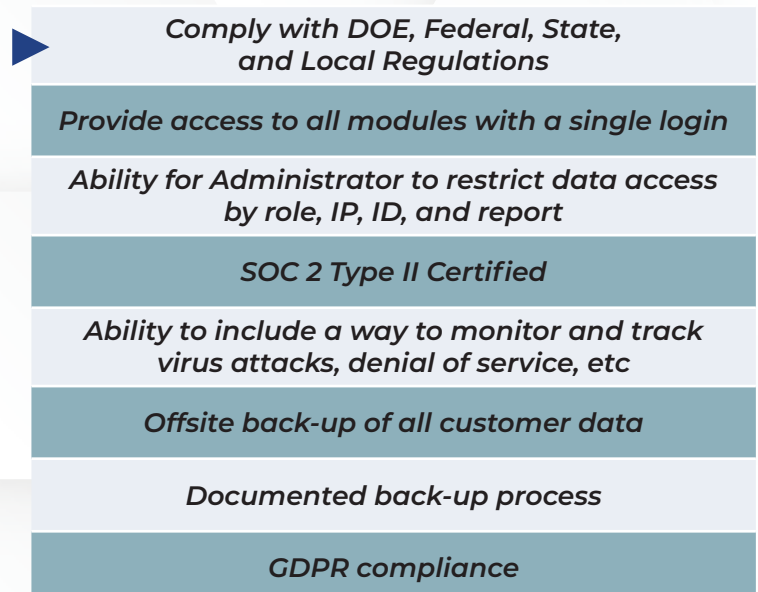 Comply with DOE, Federal, State,
and Local Regulations
Provide access to all modules with a single login
Ability for Administrator to restrict data access
by role, IP, ID, and report
SOC 2 Type II Certified
Ability to include a way to monitor and track
virus attacks, denial of service, etc
Offsite back-up of all customer data
Documented back-up process
GDPR compliance